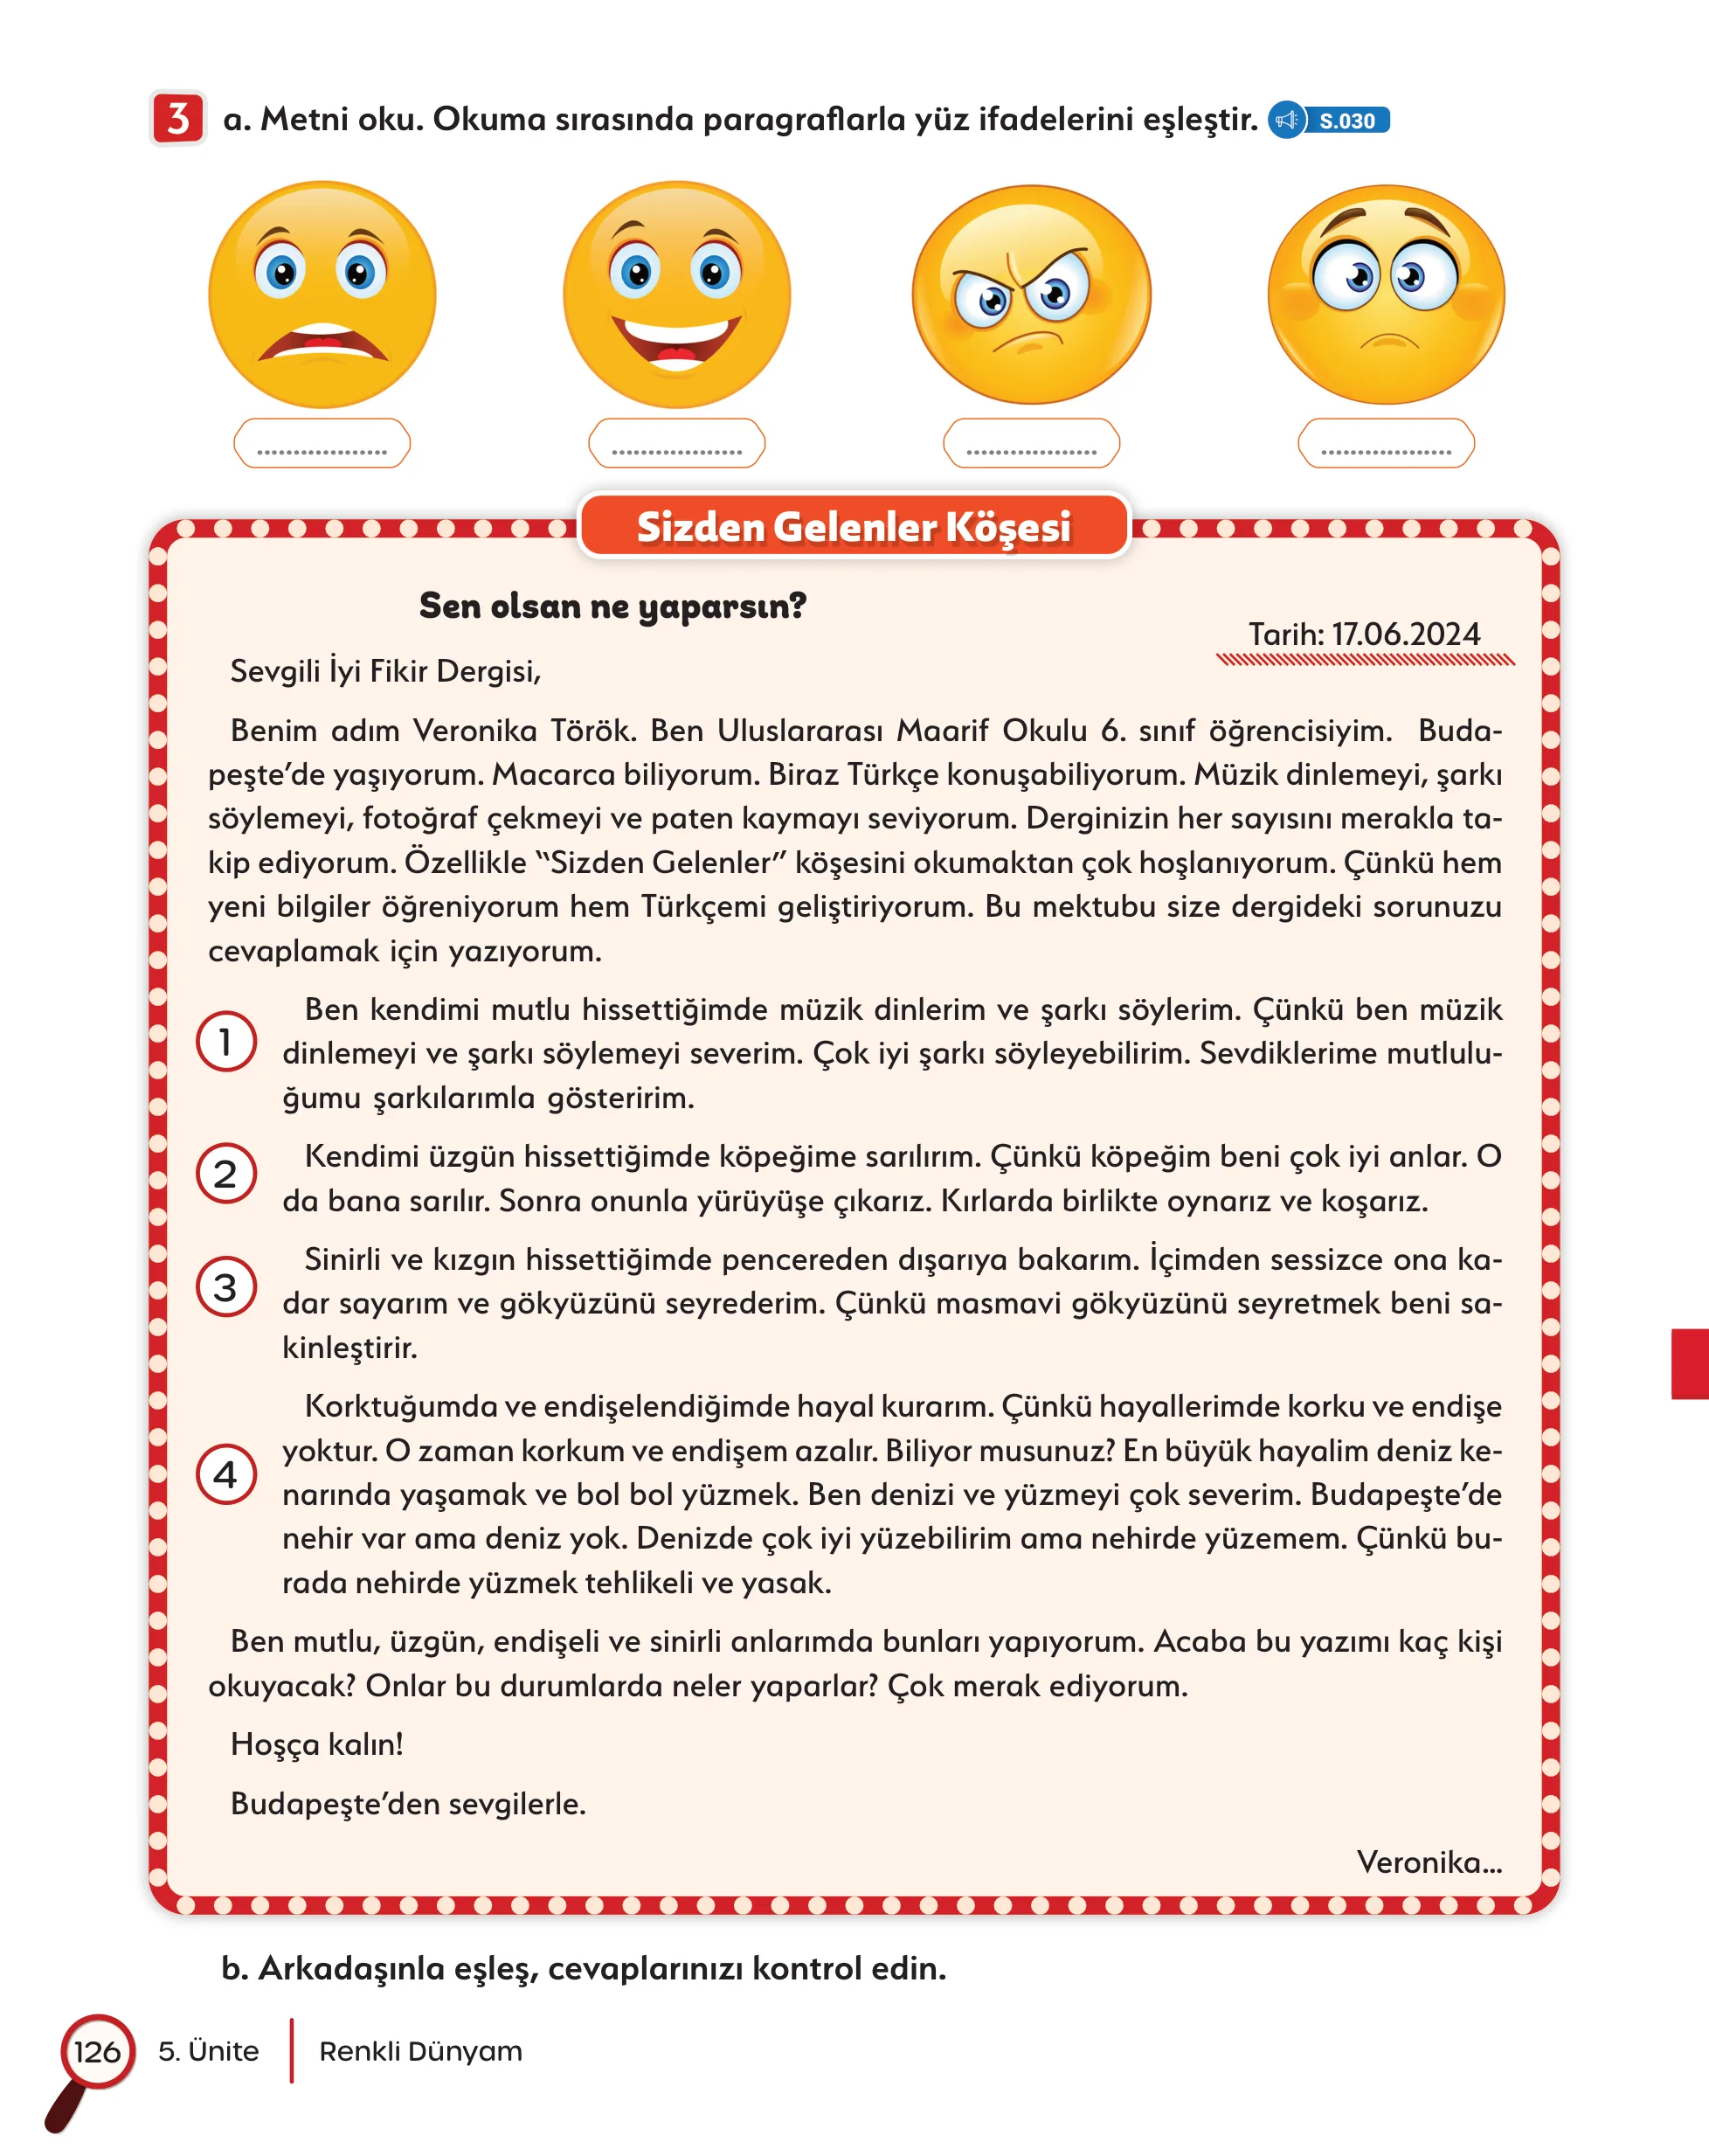 3 a. Metni oku. Okuma sırasında paragraflarla yüz ifadelerini eşleştir. S.030
.................. .................. .................. ..................
Sizden Gelenler Köşesi
Sen olsan ne yaparsın?
Tarih: 17.06.2024
Sevgili İyi Fikir Dergisi,
Benim adım Veronika Török. Ben Uluslararası Maarif Okulu 6. sınıf öğrencisiyim. Buda-
peşte’de yaşıyorum. Macarca biliyorum. Biraz Türkçe konuşabiliyorum. Müzik dinlemeyi, şarkı
söylemeyi, fotoğraf çekmeyi ve paten kaymayı seviyorum. Derginizin her sayısını merakla ta-
kip ediyorum. Özellikle “Sizden Gelenler” köşesini okumaktan çok hoşlanıyorum. Çünkü hem
yeni bilgiler öğreniyorum hem Türkçemi geliştiriyorum. Bu mektubu size dergideki sorunuzu
cevaplamak için yazıyorum.
1 Ben kendimi mutlu hissettiğimde müzik dinlerim ve şarkı söylerim. Çünkü ben müzik
dinlemeyi ve şarkı söylemeyi severim. Çok iyi şarkı söyleyebilirim. Sevdiklerime mutlulu-
ğumu şarkılarımla gösteririm.
2 Kendimi üzgün hissettiğimde köpeğime sarılırım. Çünkü köpeğim beni çok iyi anlar. O
da bana sarılır. Sonra onunla yürüyüşe çıkarız. Kırlarda birlikte oynarız ve koşarız.
3 Sinirli ve kızgın hissettiğimde pencereden dışarıya bakarım. İçimden sessizce ona ka-
dar sayarım ve gökyüzünü seyrederim. Çünkü masmavi gökyüzünü seyretmek beni sa-
kinleştirir.
4 Korktuğumda ve endişelendiğimde hayal kurarım. Çünkü hayallerimde korku ve endişe
yoktur. O zaman korkum ve endişem azalır. Biliyor musunuz? En büyük hayalim deniz ke-
narında yaşamak ve bol bol yüzmek. Ben denizi ve yüzmeyi çok severim. Budapeşte’de
nehir var ama deniz yok. Denizde çok iyi yüzebilirim ama nehirde yüzemem. Çünkü bu-
rada nehirde yüzmek tehlikeli ve yasak.
Ben mutlu, üzgün, endişeli ve sinirli anlarımda bunları yapıyorum. Acaba bu yazımı kaç kişi
okuyacak? Onlar bu durumlarda neler yaparlar? Çok merak ediyorum.
Hoşça kalın!
Budapeşte’den sevgilerle.
Veronika...
b. Arkadaşınla eşleş, cevaplarınızı kontrol edin.
126 5. Ünite Renkli Dünyam